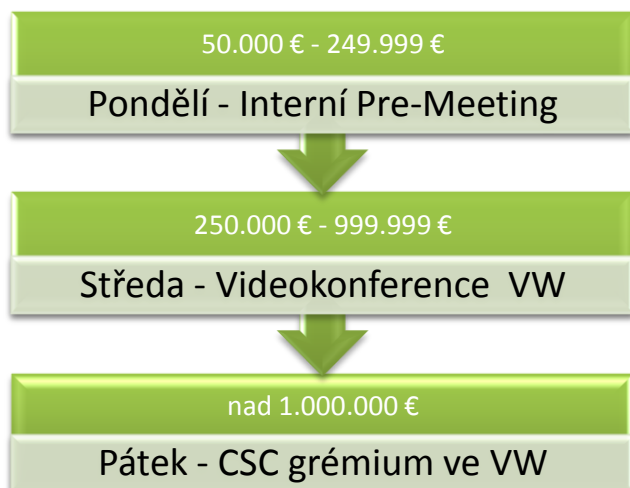 50.000 € - 249.999 €
Pondělí - Interní Pre-Meeting
250.000 € - 999.999 €
Středa - Videokonference VW
nad 1.000.000 €
Pátek - CSC grémium ve VW